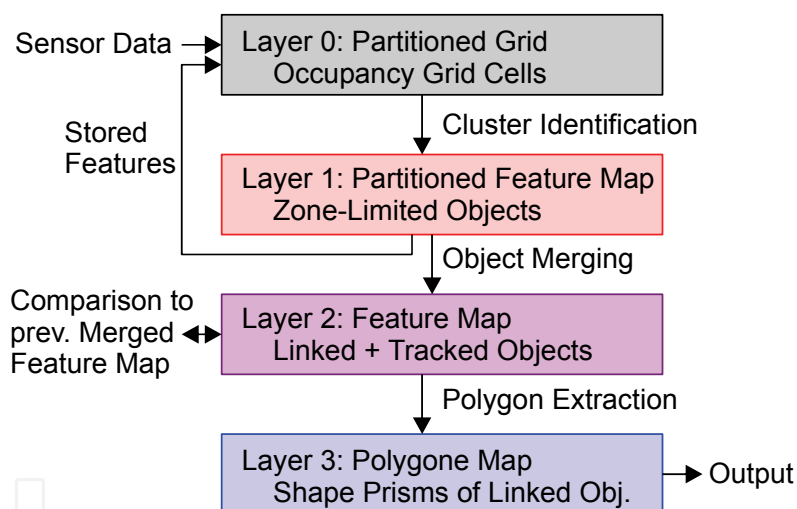 Sensor Data
Layer 0: Partitioned Grid
Occupancy Grid Cells
Stored
Features
Cluster Identification
Layer 1: Partitioned Feature Map
Zone-Limited Objects
Object Merging
Comparison to
prev. Merged
Feature Map
Layer 2: Feature Map
Linked + Tracked Objects
Polygon Extraction
Layer 3: Polygone Map
Shape Prisms of Linked Obj.
Output